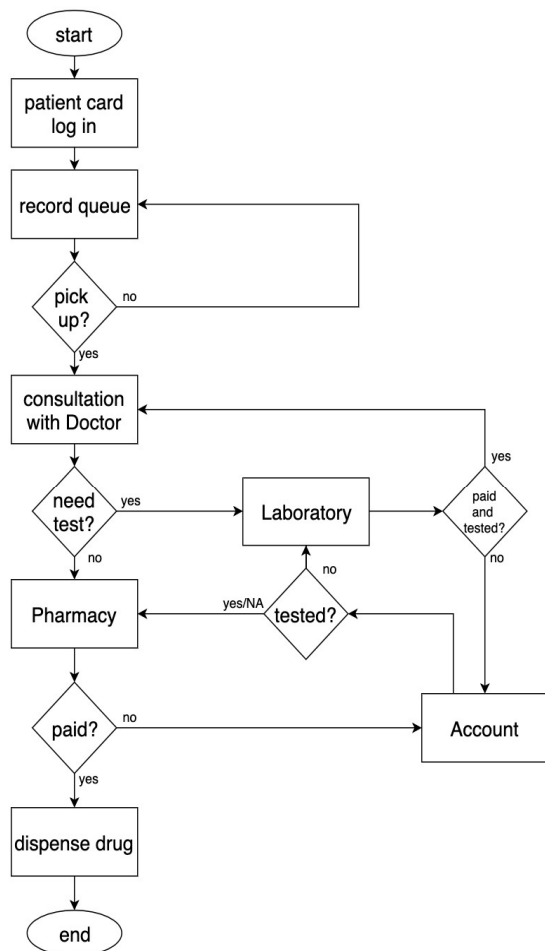 start
patient card
log in
record queue
pick
up?
no
yes
consultation
with Doctor
need
test?
yes
no
Laboratory
paid
and
tested?
yes
no
Pharmacy
yes/NA
tested?
no
paid?
no
yes
Account
dispense drug
end